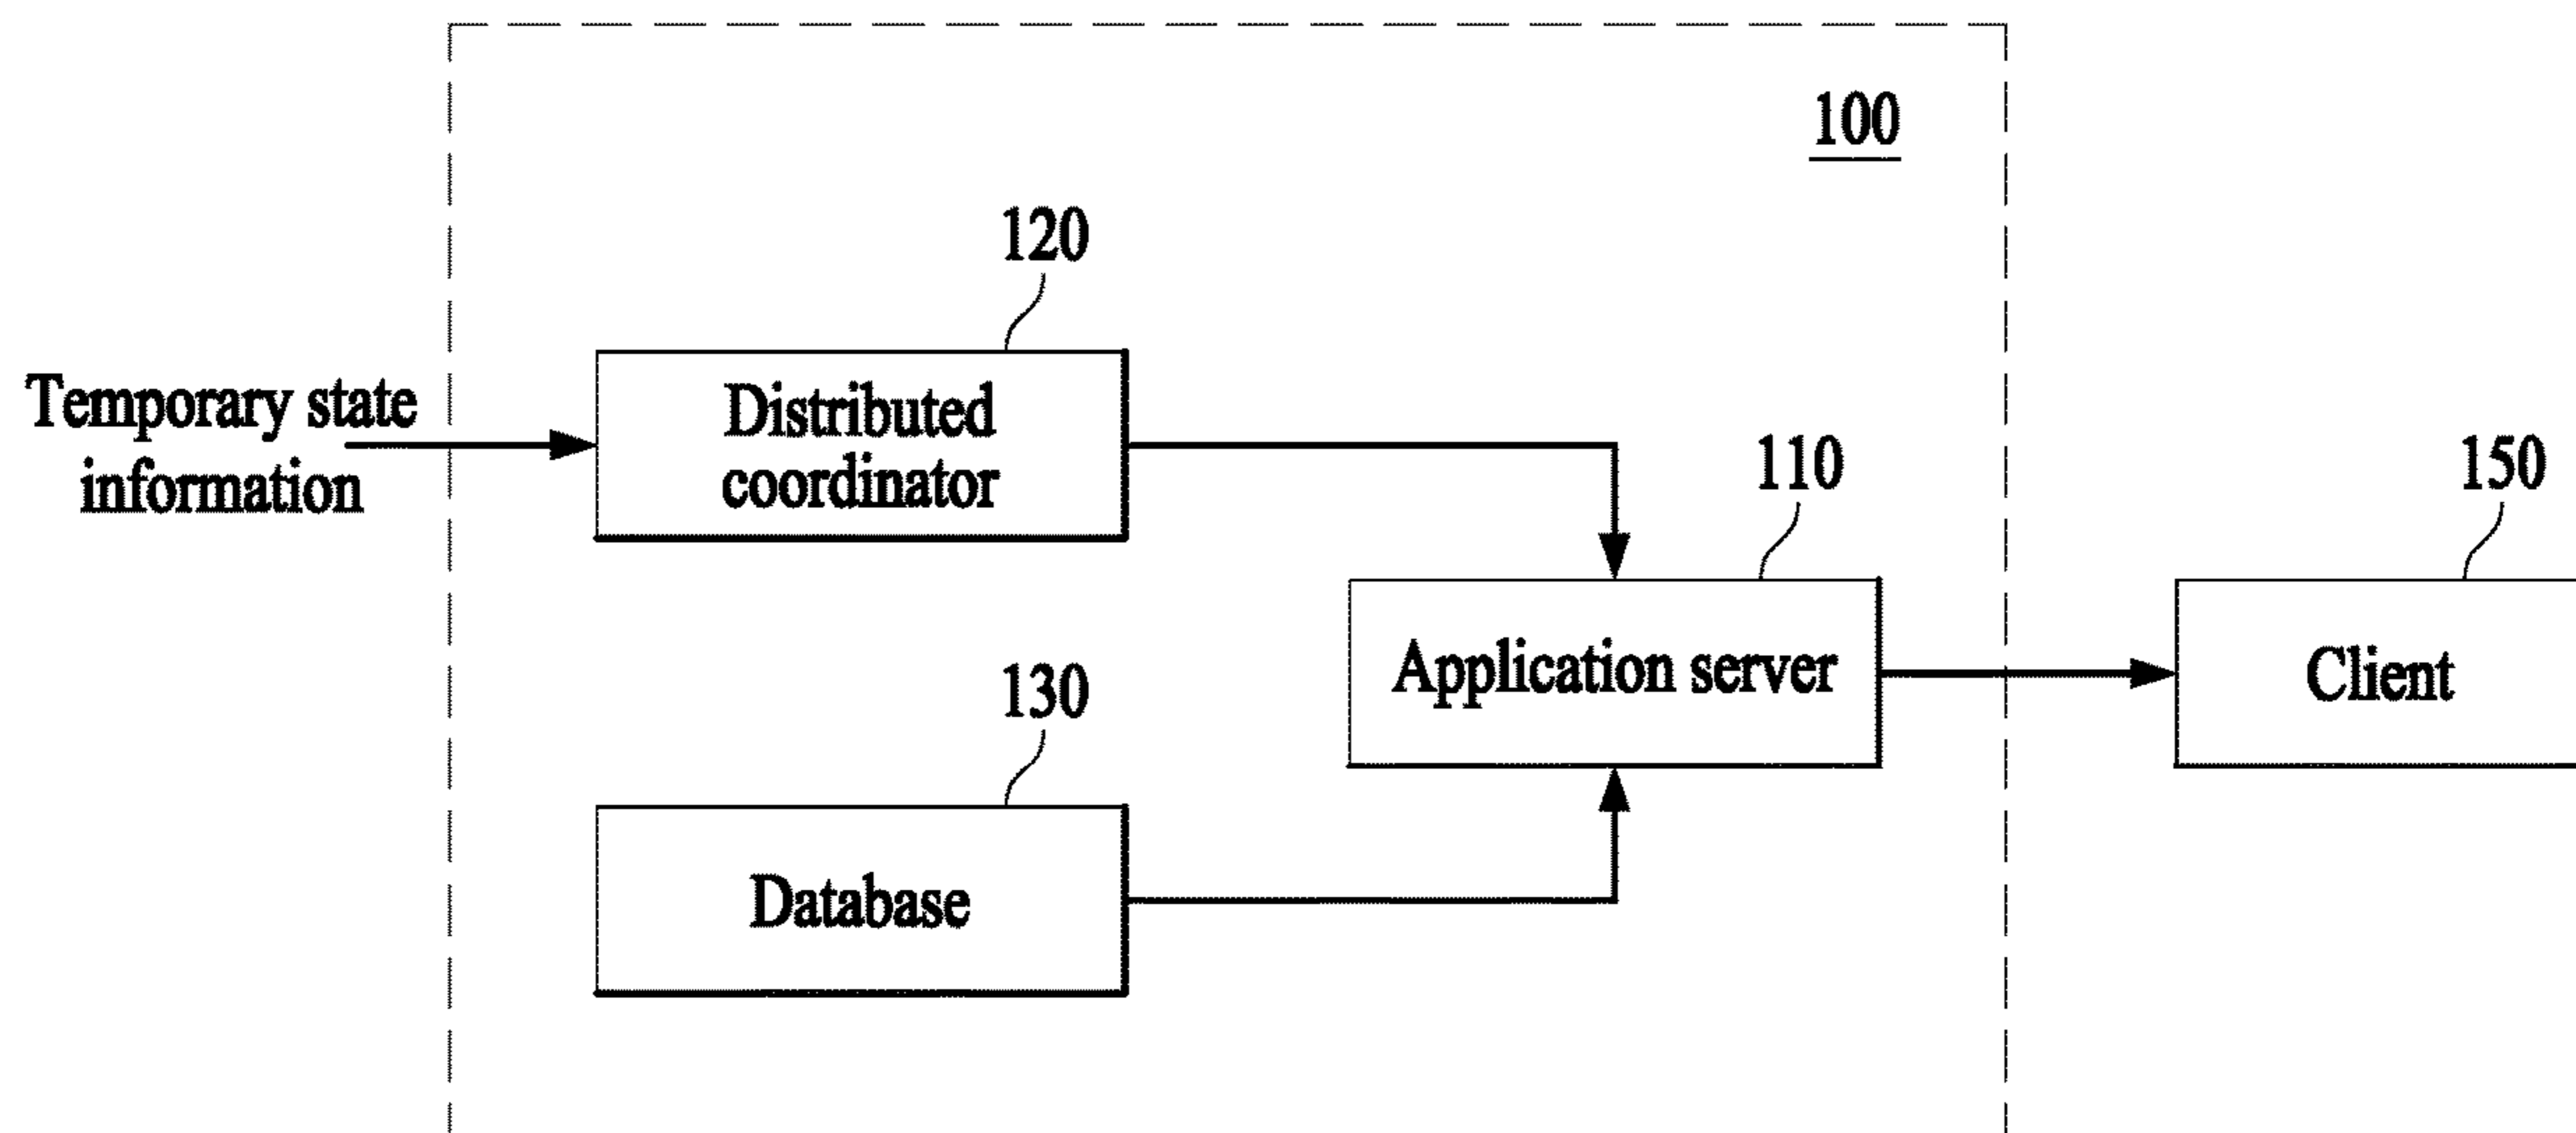 100
120
Temporary state
information
Distributed
coordinator
110
150
Application server
Client
130
Database